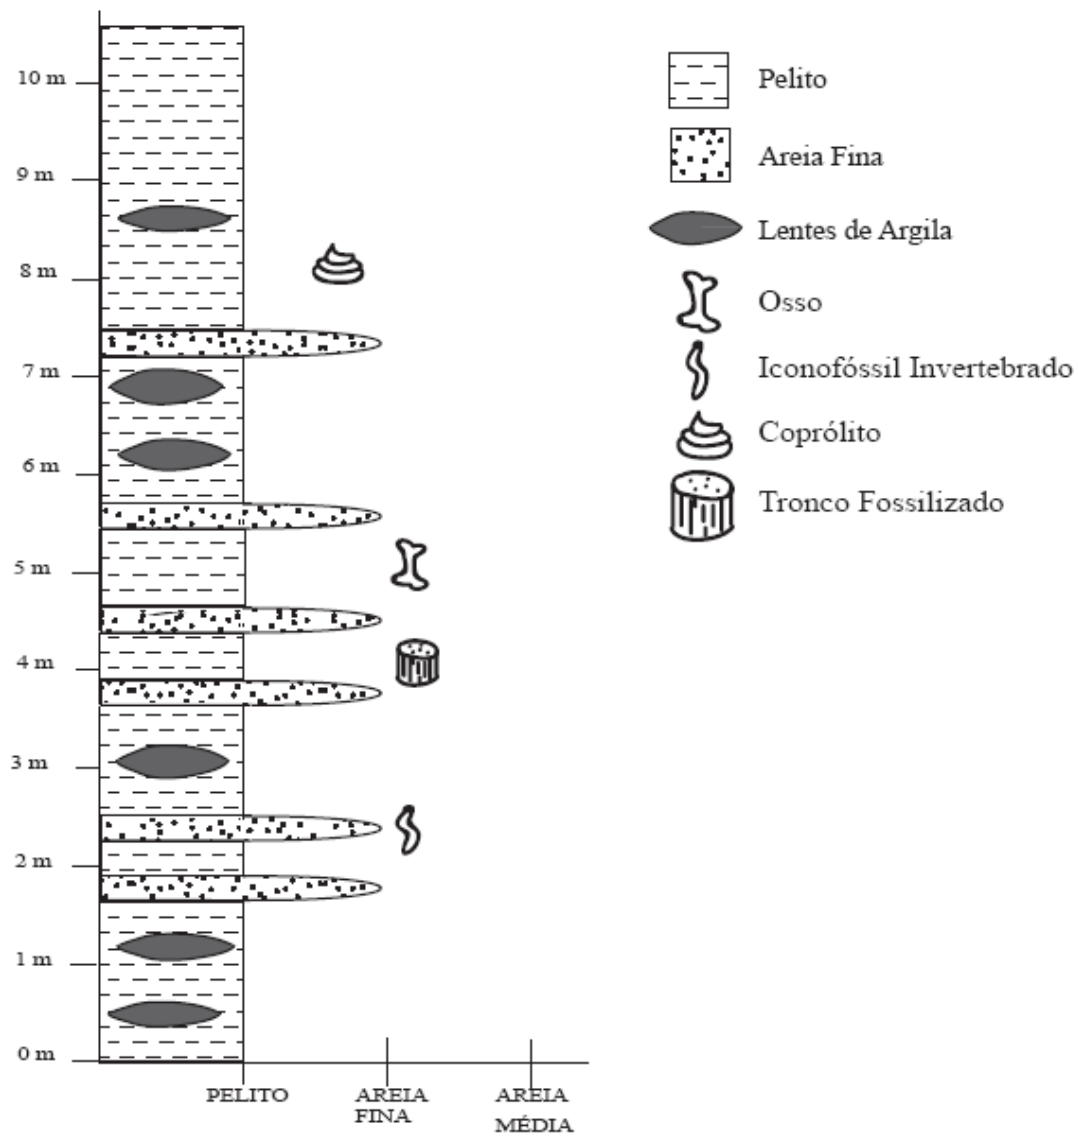 10 m
9 m
8 m
7 m
6 m
5 m
4 m
3 m
2 m
1 m
0 m
PELITO
AREIA
FINA
AREIA
MÉDIA
Pelito
Areia Fina
Lentes de Argila
Osso
Iconofóssil Invertebrado
Coprólito
Tronco Fossilizado